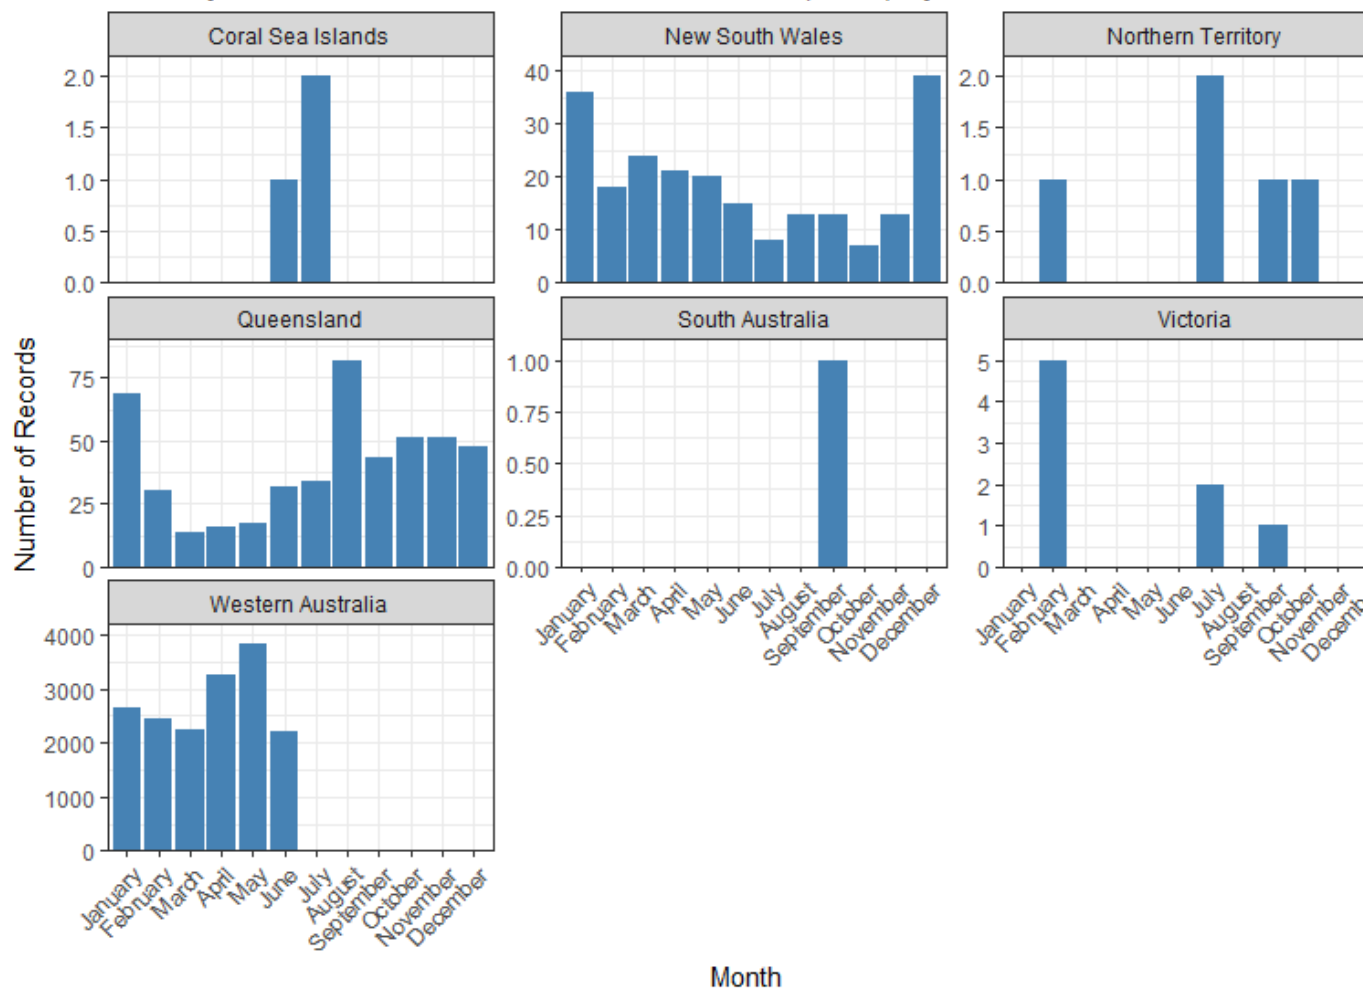 Coral Sea Islands
New South Wales
Northern Territory
2.0
1.5
1.0
0.5
0.0
40
30
20
10
0
2.0
1.5
1.0
0.5
0.0
Queensland
South Australia
Victoria
Number of Records
75
50
25
0
1.00
0.75
0.50
0.25
0.00
5
4
3
2
1
0
January
February
March
April
May
June
July
August
September
October
November
December
January
February
March
April
May
June
July
August
September
October
November
Decemb
Western Australia
4000
3000
2000
1000
0
January
February
March
April
May
June
July
August
September
October
November
December
Month